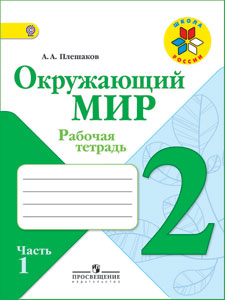 ШКОЛА
РОССИИ
А. А. Плешаков
Окружающий
МИР
Рабочая
тетрадь
2
Часть
1
ПРОСВЕЩЕНИЕ
ИЗДАТЕЛЬСТВО